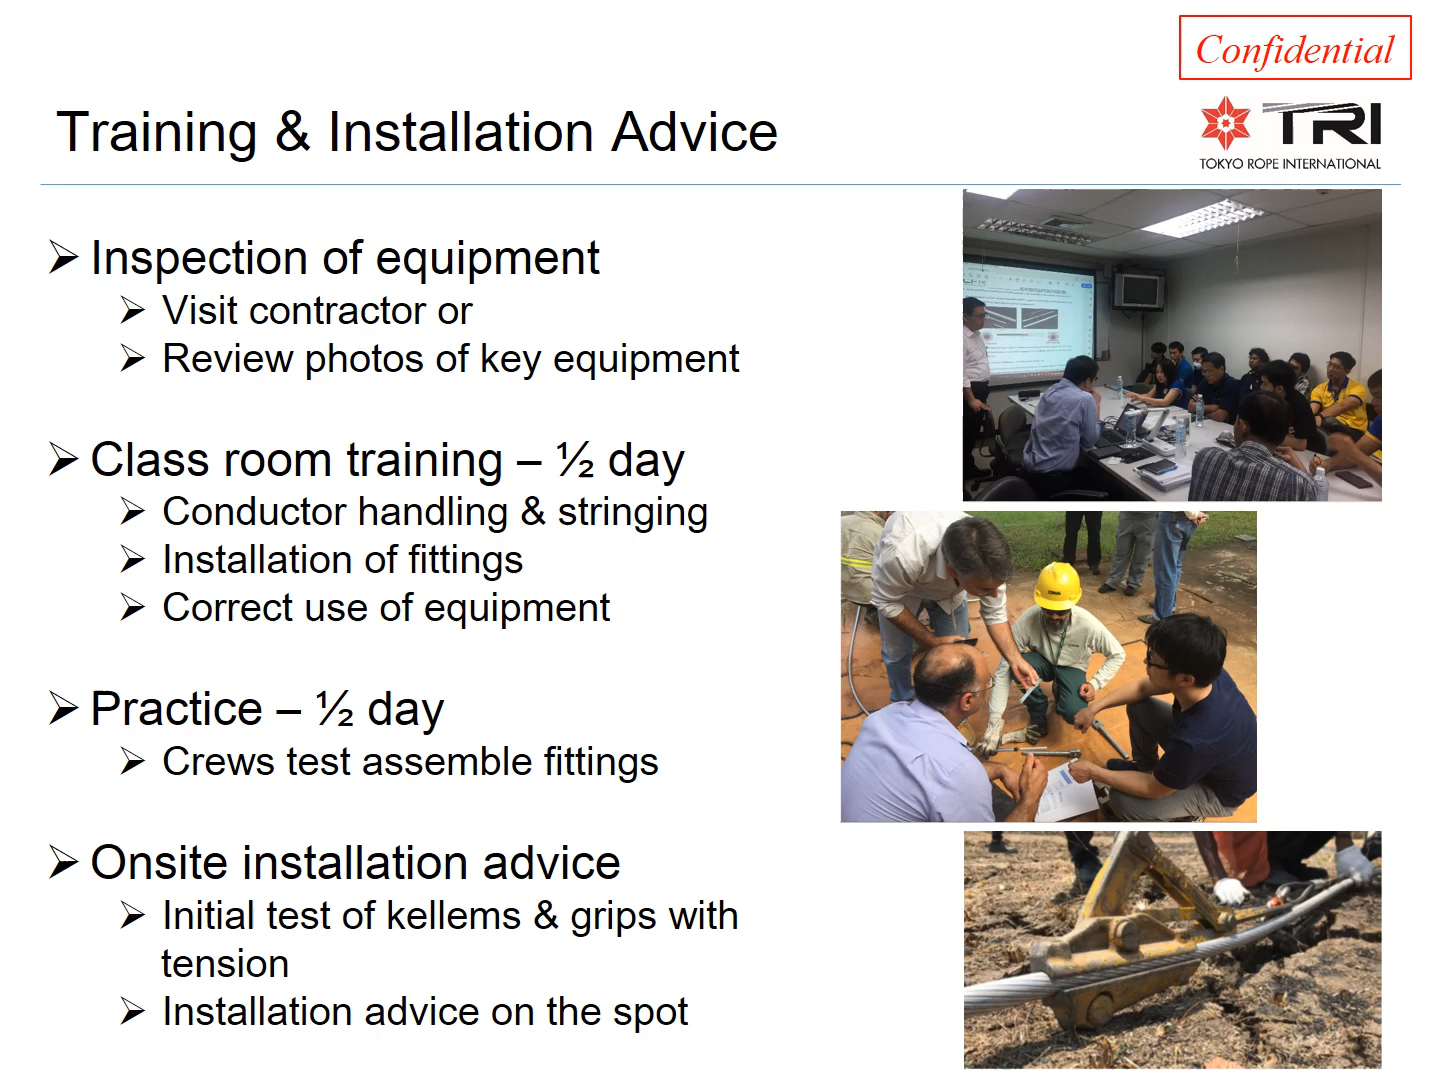 Confidential
TRI
TOKYO ROPE INTERNATIONAL
Training & Installation Advice
➢ Inspection of equipment
➢ Visit contractor or
➢ Review photos of key equipment
➢ Class room training – ½ day
➢ Conductor handling & stringing
➢ Installation of fittings
➢ Correct use of equipment
➢ Practice – ½ day
➢ Crews test assemble fittings
➢ Onsite installation advice
➢ Initial test of kellems & grips with
tension
➢ Installation advice on the spot